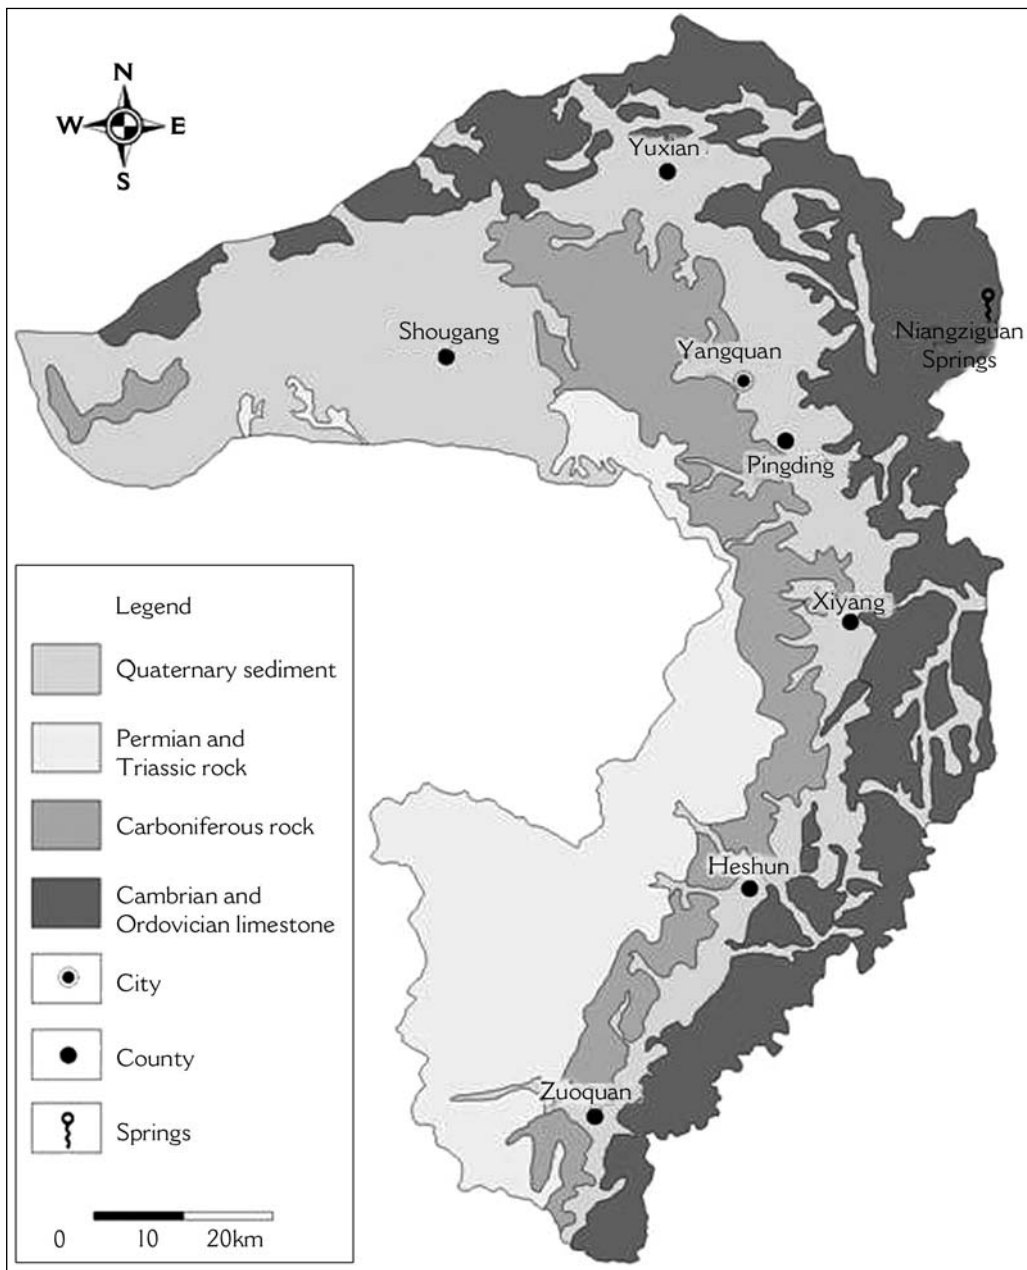 N
W E
S
Yuxian
Niangziguan
Springs
Shougang
Yangquan
Pingding
Xiyang
Heshun
Zuoquan
Legend
Quaternary sediment
Permian and
Triassic rock
Carboniferous rock
Cambrian and
Ordovician limestone
City
County
Springs
0 10 20km